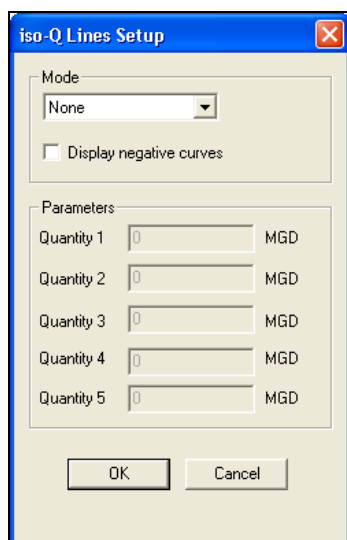 iso-Q Lines Setup
Mode
None
Display negative curves
Parameters
Quantity 1 0 MGD
Quantity 2 0 MGD
Quantity 3 0 MGD
Quantity 4 0 MGD
Quantity 5 0 MGD
OK Cancel